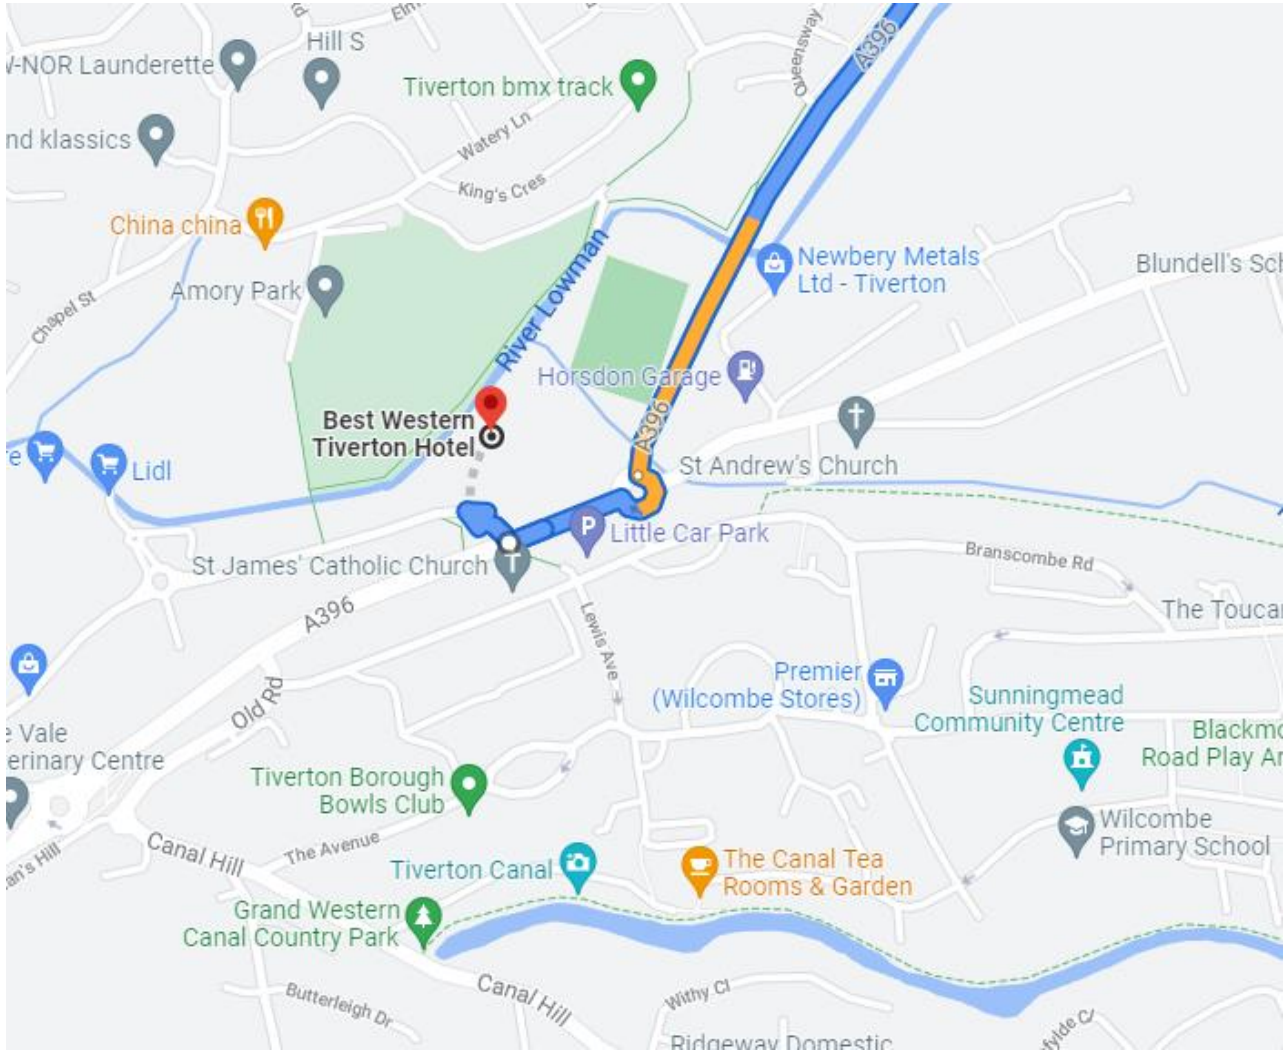 Elm
Hill S
V-NOR Launderette
Tiverton bmx track
Queensway
A396
nd klassics
Watery Ln
King's Cres
China china
River Lowman
Newbery Metals
Ltd - Tiverton
Blundell's Sch
Amory Park
Chapel St
Horsdon Garage
A396
Best Western
Tiverton Hotel
St Andrew's Church
Lidl
P
Little Car Park
St James' Catholic Church
Branscombe Rd
A396
The Toucan
Lewis Ave
Premier
(Wilcombe Stores)
Sunningmead
Community Centre
Old Rd
e Vale
erinary Centre
Blackmo
Road Play Ar
Tiverton Borough
Bowls Club
Wilcombe
Primary School
The Avenue
Canal Hill
an's Hill
Tiverton Canal
The Canal Tea
Rooms & Garden
Grand Western
Canal Country Park
Canal Hill
Butterleigh Dr
Withy Cl
fylde Cl
Ridgeway Domestic